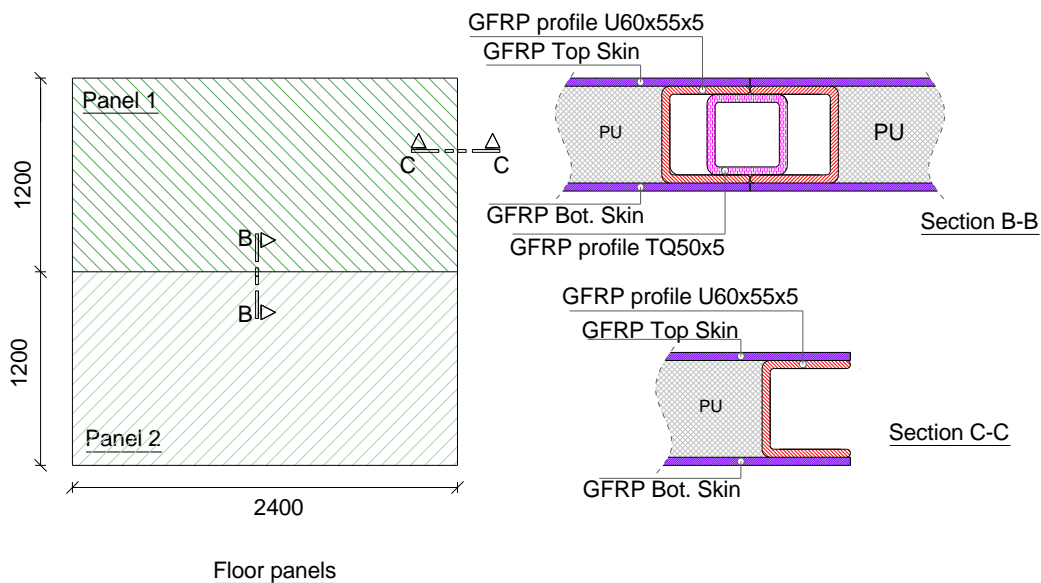 GFRP profile U60x55x5
GFRP Top Skin
Panel 1
PU
PU
C
C
1200
GFRP Bot. Skin
Section B-B
B
GFRP profile TQ50x5
B
GFRP profile U60x55x5
GFRP Top Skin
1200
PU
Section C-C
Panel 2
GFRP Bot. Skin
2400
Floor panels